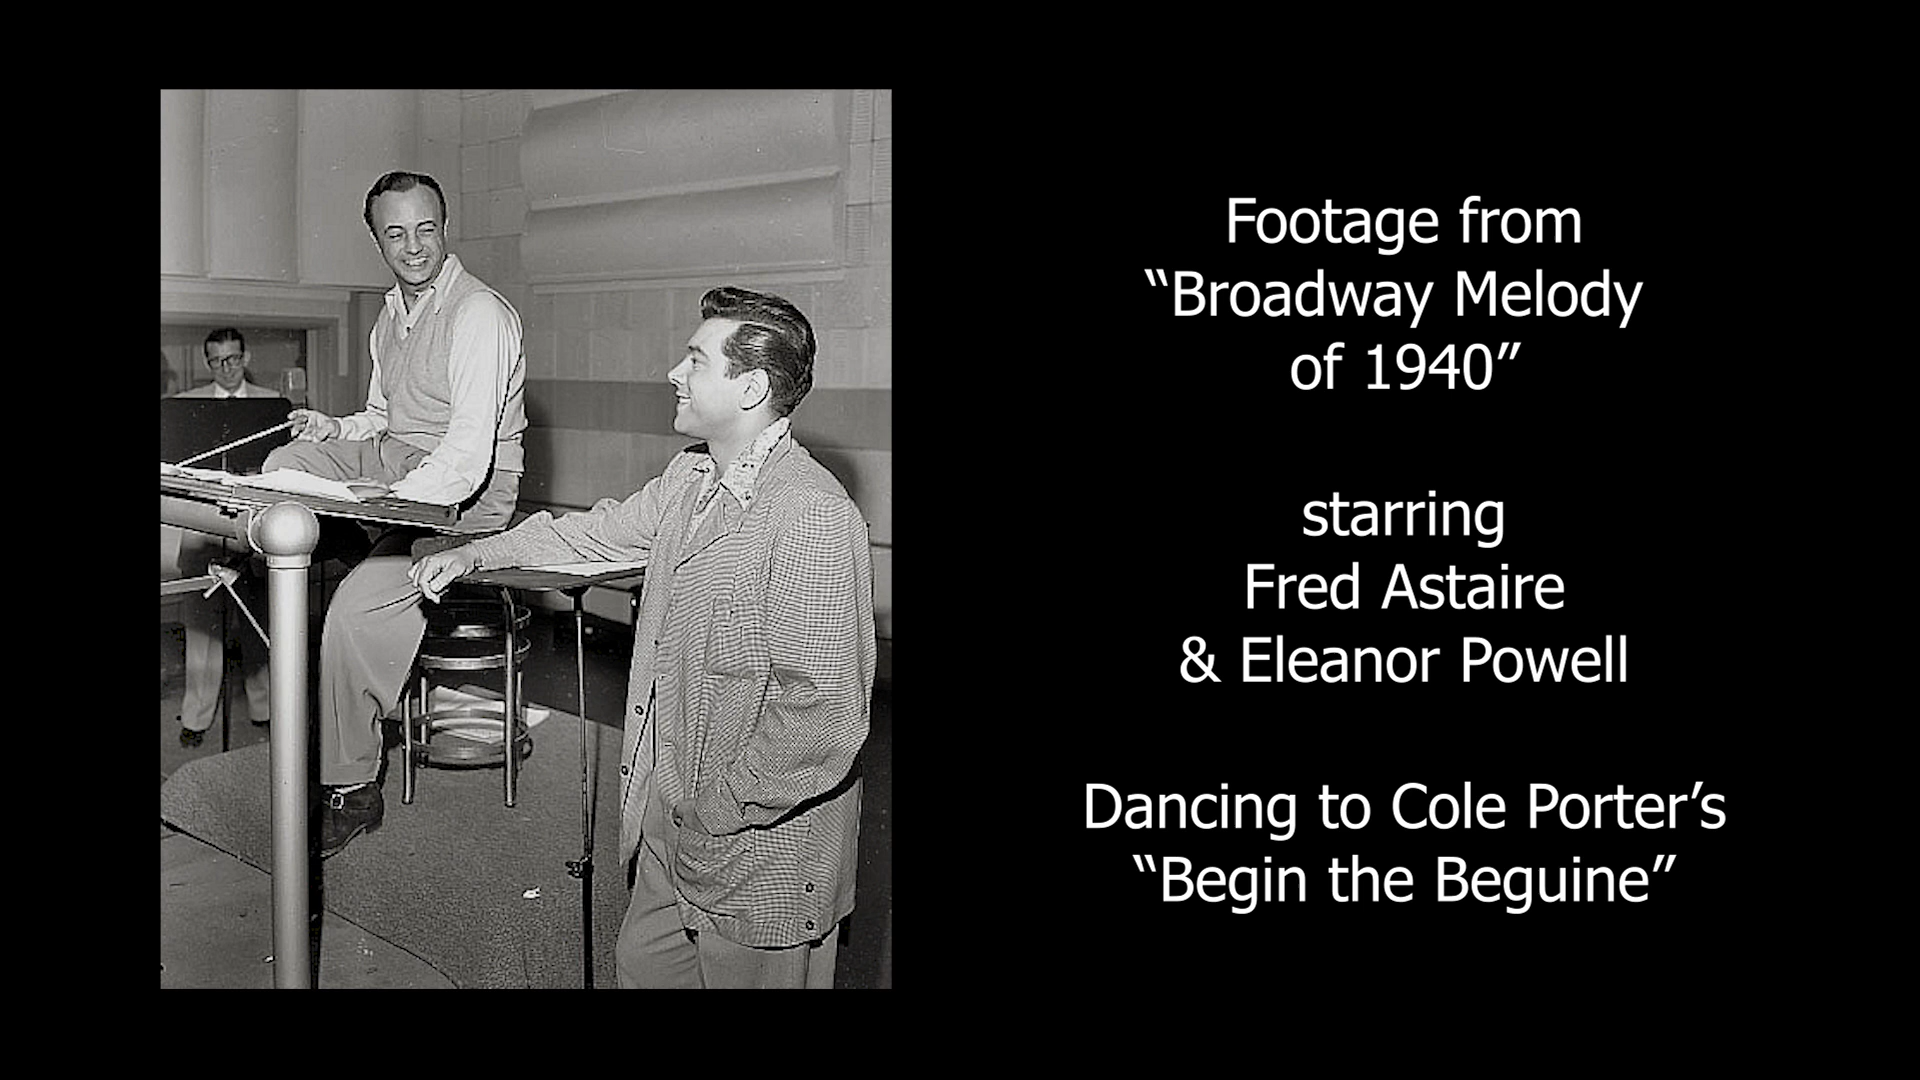 Footage from
“Broadway Melody
of 1940”
starring
Fred Astaire
& Eleanor Powell
Dancing to Cole Porter’s
“Begin the Beguine”